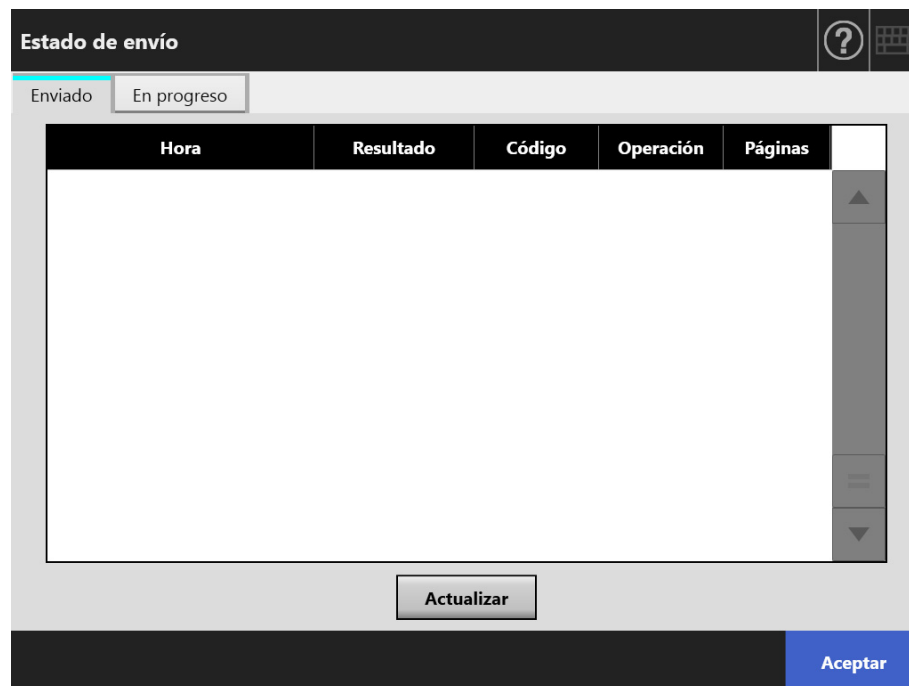 Estado de envío
?
Enviado En progreso
Hora Resultado Código Operación Páginas
Actualizar
Aceptar